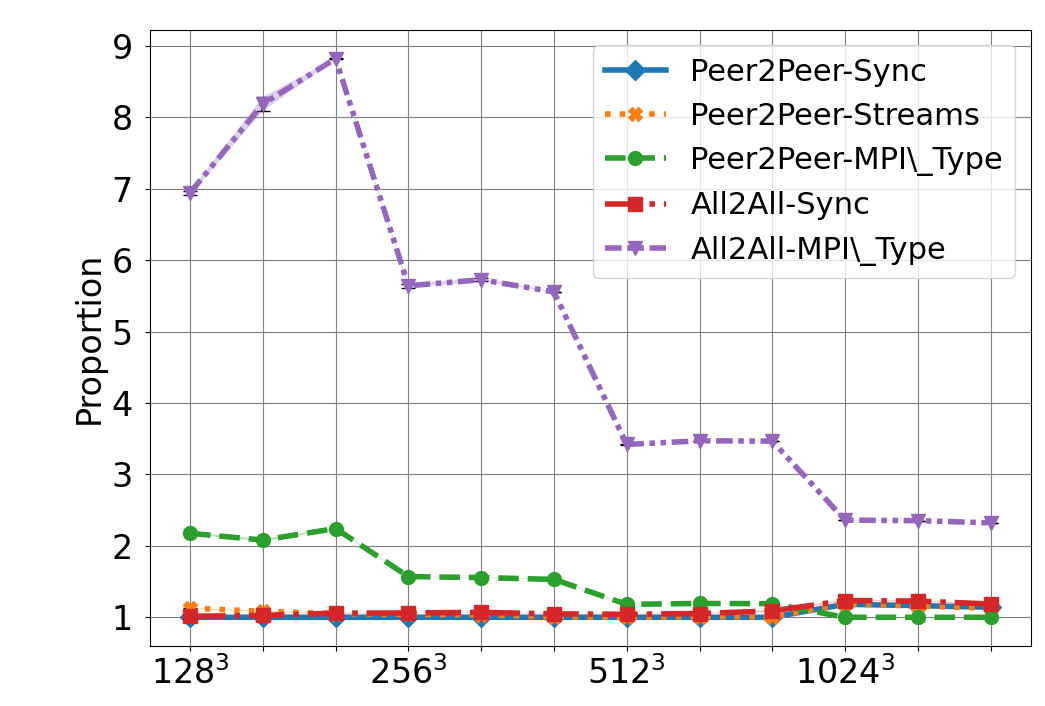 Proportion
9
8
7
6
5
4
3
2
1
128³
256³
512³
1024³
Peer2Peer-Sync
Peer2Peer-Streams
Peer2Peer-MPI\_Type
All2All-Sync
All2All-MPI\_Type